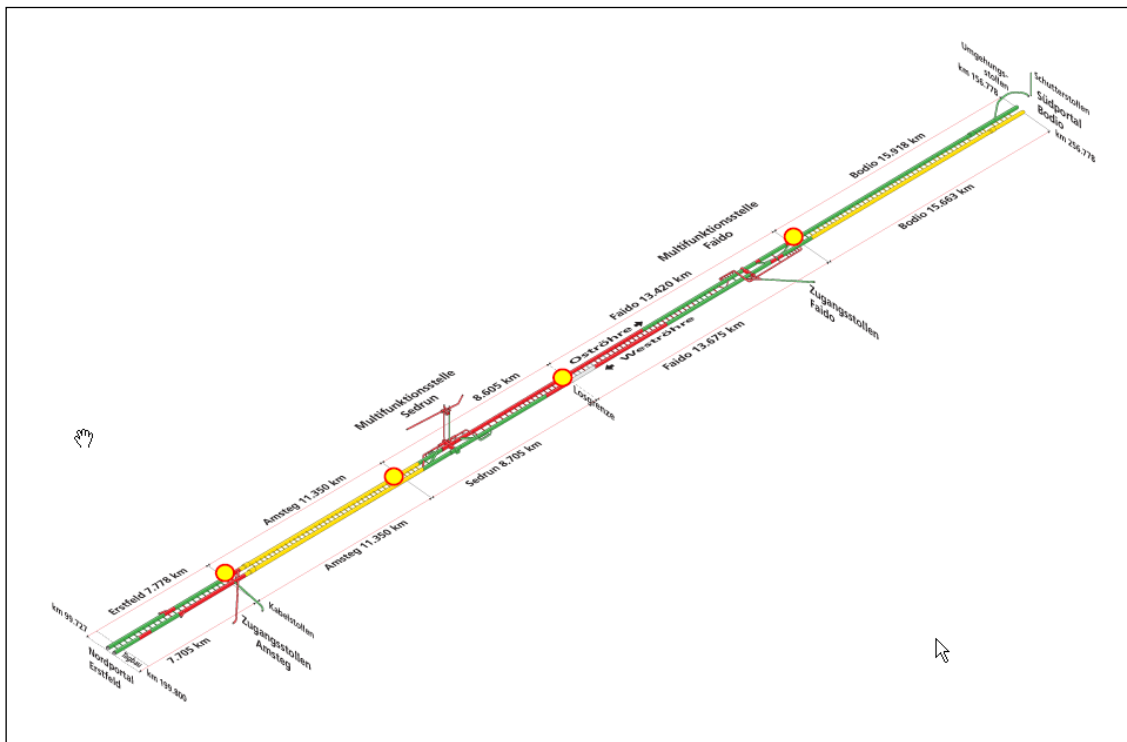 Umgehungs-
stollen
km 156.778
Schutterstollen
Südportal
Bodio
km 256.778
Bodio 15.918 km
Bodio 15.663 km
Multifunktionsstelle
Faido
Faido 13.420 km
Zugangsstollen
Faido
Oströhre
Weströhre
Faido 13.675 km
8.605 km
Losgrenze
Multifunktionsstelle
Sedrun
Sedrun 8.705 km
Amsteg 11.350 km
Amsteg 11.350 km
Erstfeld 7.778 km
Kabelstollen
Zugangsstollen
Amsteg
km 99.727
7.705 km
Nordportal
Erstfeld
km 199.800